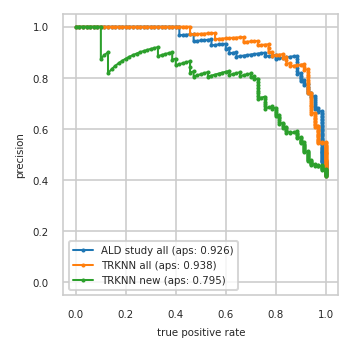 1.0
0.8
0.6
0.4
0.2
0.0
precision
ALD study all (aps: 0.926)
TRKNN all (aps: 0.938)
TRKNN new (aps: 0.795)
0.0 0.2 0.4 0.6 0.8 1.0
true positive rate